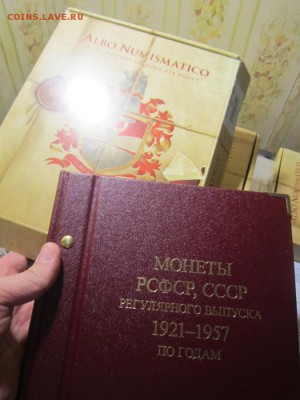 COINS.LAVE.RU
ALBO NUMISMATICO
МОНЕТЫ
РСФСР, СССР
РЕГУЛЯРНОГО ВЫПУСКА
1921–1957
ПО ГОДАМ